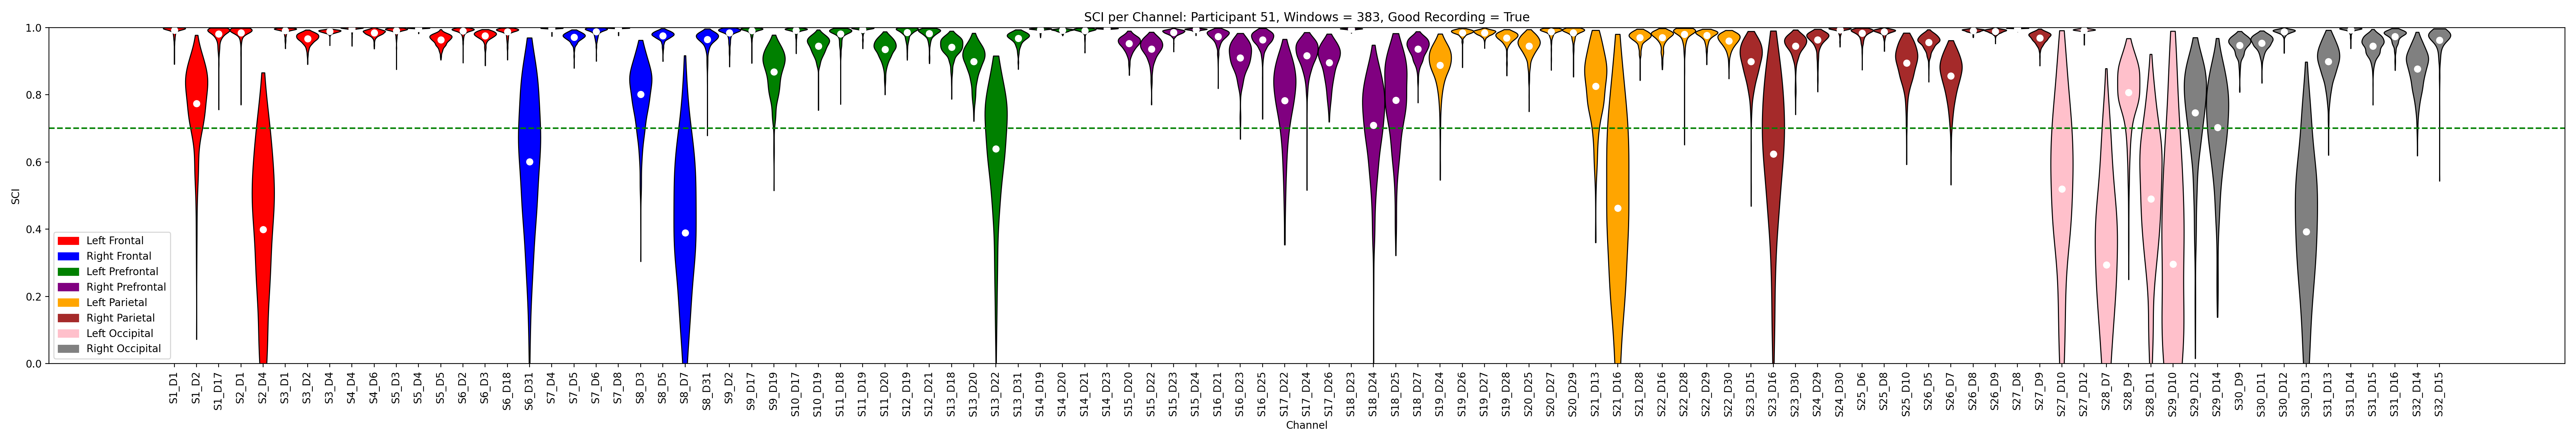 SCI per Channel: Participant 51, Windows = 383, Good Recording = True
SCI
1.0
0.8
0.6
0.4
0.2
0.0
Left Frontal
Right Frontal
Left Prefrontal
Right Prefrontal
Left Parietal
Right Parietal
Left Occipital
Right Occipital
S1_D1
S1_D2
S1_D17
S2_D1
S2_D4
S3_D1
S3_D2
S3_D4
S4_D4
S4_D6
S5_D3
S5_D4
S5_D5
S6_D2
S6_D3
S6_D18
S6_D31
S7_D4
S7_D5
S7_D6
S7_D8
S8_D3
S8_D5
S8_D7
S8_D31
S9_D2
S9_D17
S9_D19
S10_D17
S10_D19
S11_D18
S11_D19
S11_D20
S12_D19
S12_D21
S13_D18
S13_D20
S13_D22
S13_D31
S14_D19
S14_D20
S14_D21
S14_D23
S15_D20
S15_D22
S15_D23
S15_D24
S16_D21
S16_D23
S16_D25
S17_D22
S17_D24
S17_D26
S18_D23
S18_D24
S18_D25
S18_D27
S19_D24
S19_D26
S19_D27
S19_D28
S20_D25
S20_D27
S20_D29
S21_D13
S21_D16
S21_D28
S22_D16
S22_D28
S22_D29
S22_D30
S23_D15
S23_D16
S23_D30
S24_D29
S24_D30
S25_D6
S25_D8
S25_D10
S26_D5
S26_D7
S26_D8
S26_D9
S27_D8
S27_D9
S27_D10
S27_D12
S28_D7
S28_D9
S28_D11
S29_D10
S29_D12
S29_D14
S30_D9
S30_D11
S30_D12
S30_D13
S31_D13
S31_D14
S31_D15
S31_D16
S32_D14
S32_D15
Channel